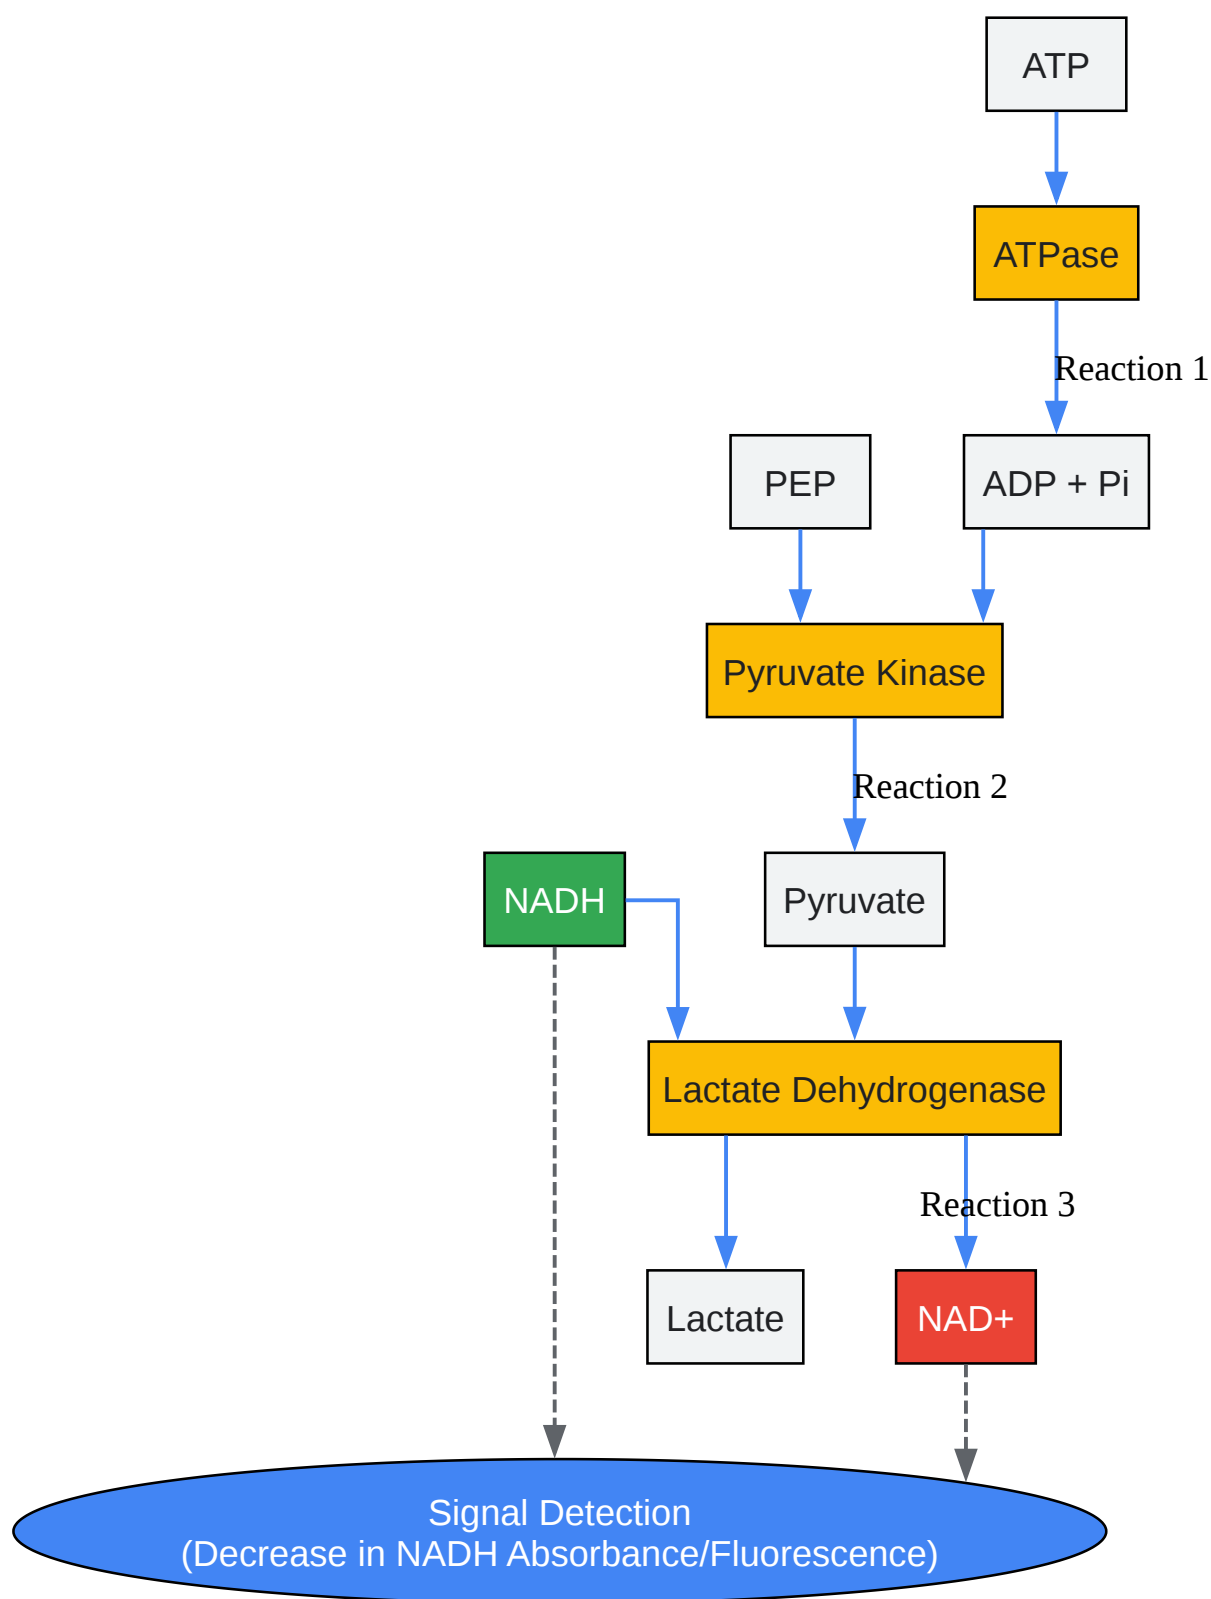 ATP
ATPase
Reaction 1
PEP
ADP + Pi
Pyruvate Kinase
Reaction 2
NADH
Pyruvate
Lactate Dehydrogenase
Reaction 3
Lactate
NAD+
Signal Detection
(Decrease in NADH Absorbance/Fluorescence)